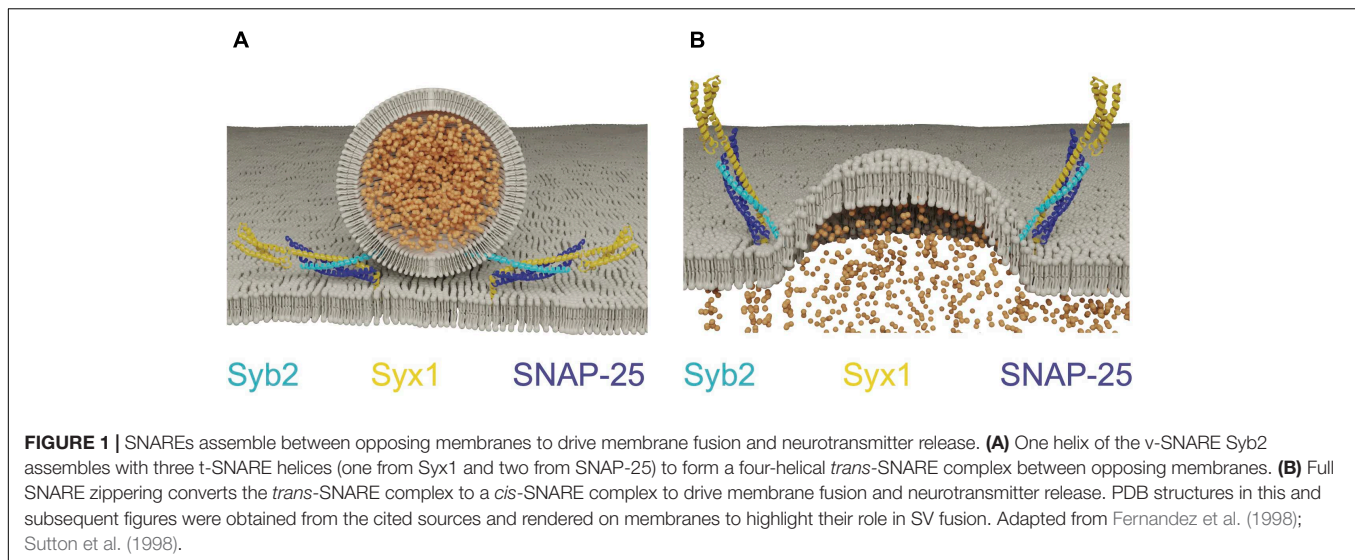 A
B
Syb2 Syx1 SNAP-25
Syb2 Syx1 SNAP-25
FIGURE 1 | SNAREs assemble between opposing membranes to drive membrane fusion and neurotransmitter release. (A) One helix of the v-SNARE Syb2
assembles with three t-SNARE helices (one from Syx1 and two from SNAP-25) to form a four-helical trans-SNARE complex between opposing membranes. (B) Full
SNARE zippering converts the trans-SNARE complex to a cis-SNARE complex to drive membrane fusion and neurotransmitter release. PDB structures in this and
subsequent figures were obtained from the cited sources and rendered on membranes to highlight their role in SV fusion. Adapted from Fernandez et al. (1998);
Sutton et al. (1998).